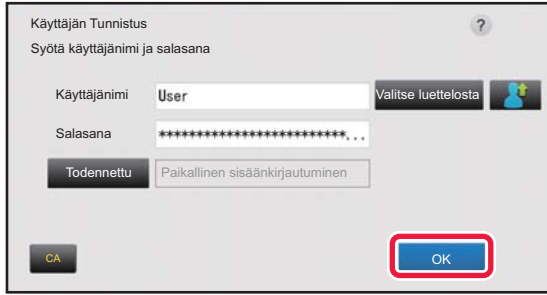 Käyttäjän Tunnistus
?
Syötä käyttäjänimi ja salasana
Käyttäjänimi User Valitse luettelosta
Salasana *************************...
Todennettu Paikallinen sisäänkirjautuminen
CA OK